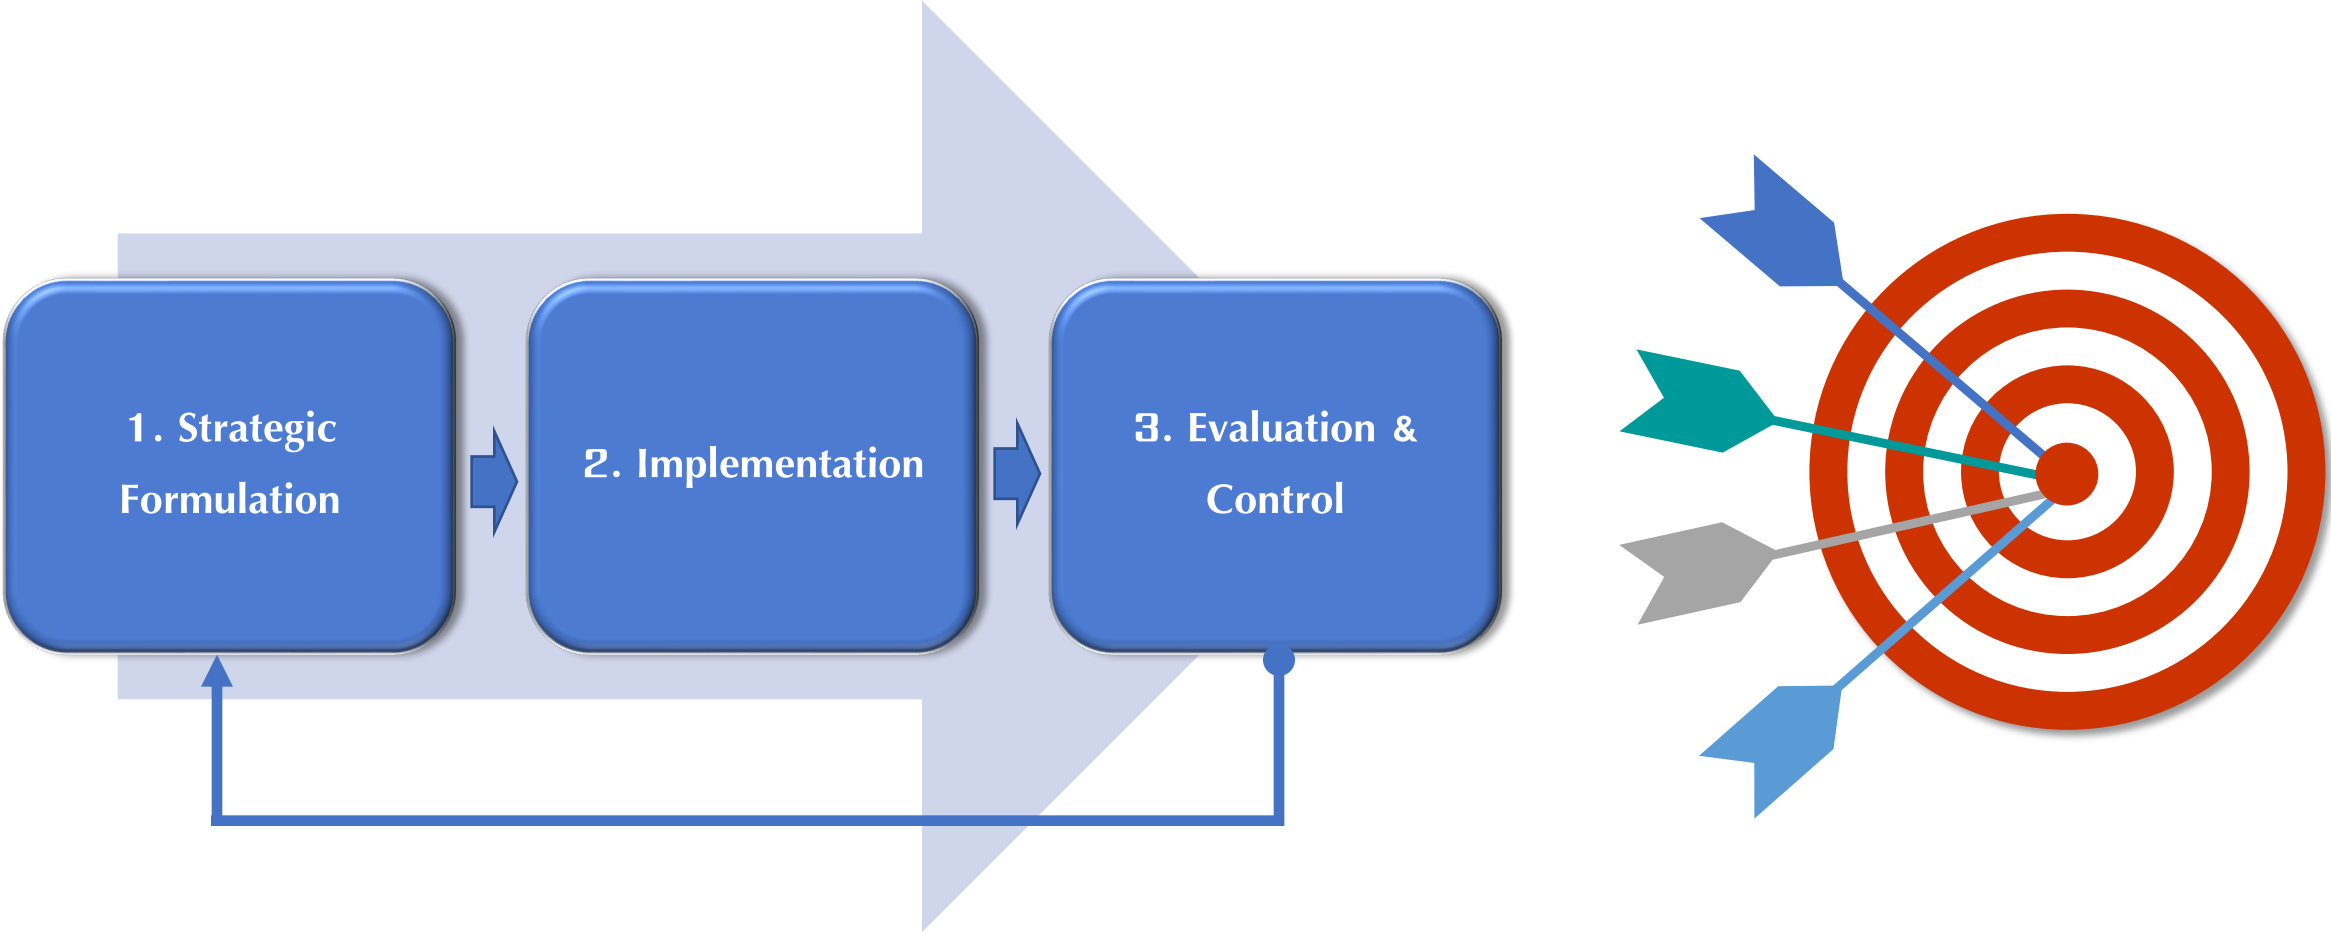 1. Strategic
Formulation
2. Implementation
3. Evaluation &
Control